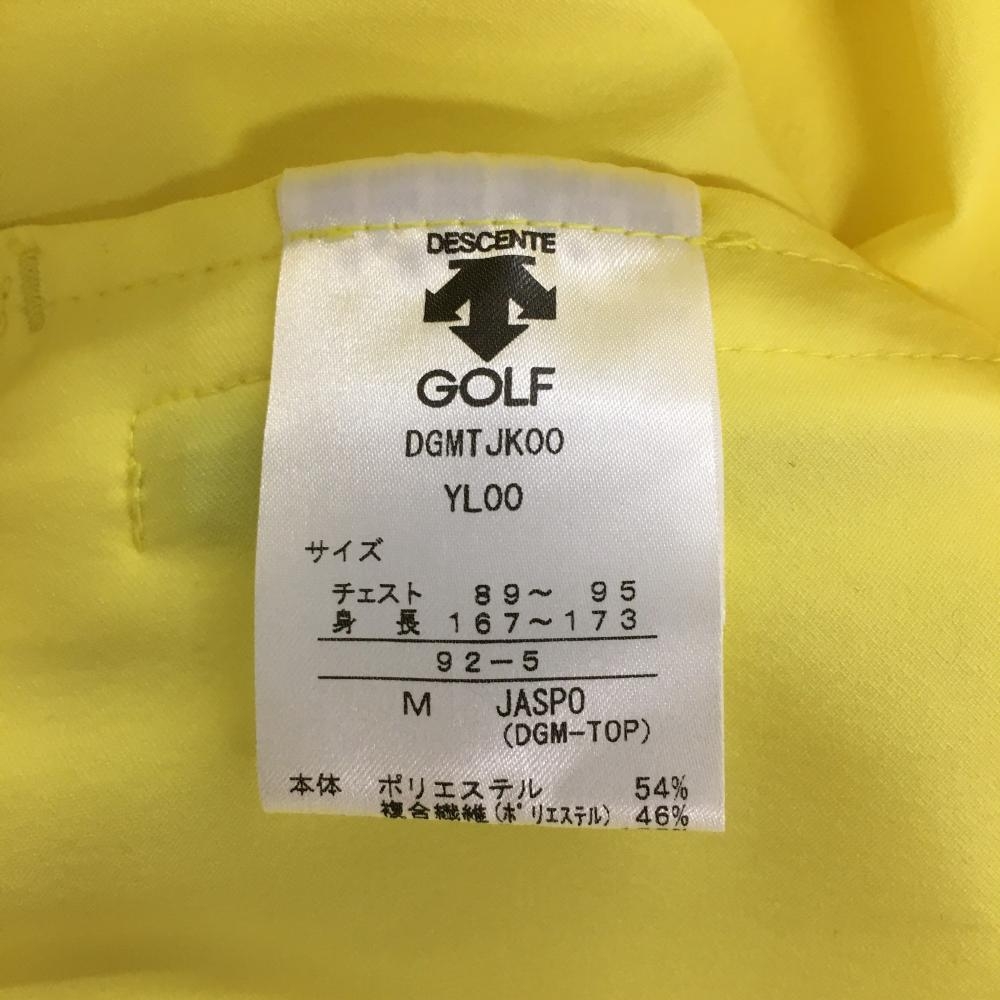 DESCENTE
GOLF
DGMTJK00
YL00
サイズ
チェスト 89～ 95
身 長 167～173
92-5
M JASPO
(DGM-TOP)
本体 ポリエステル 54%
複合繊維(ポリエステル) 46%